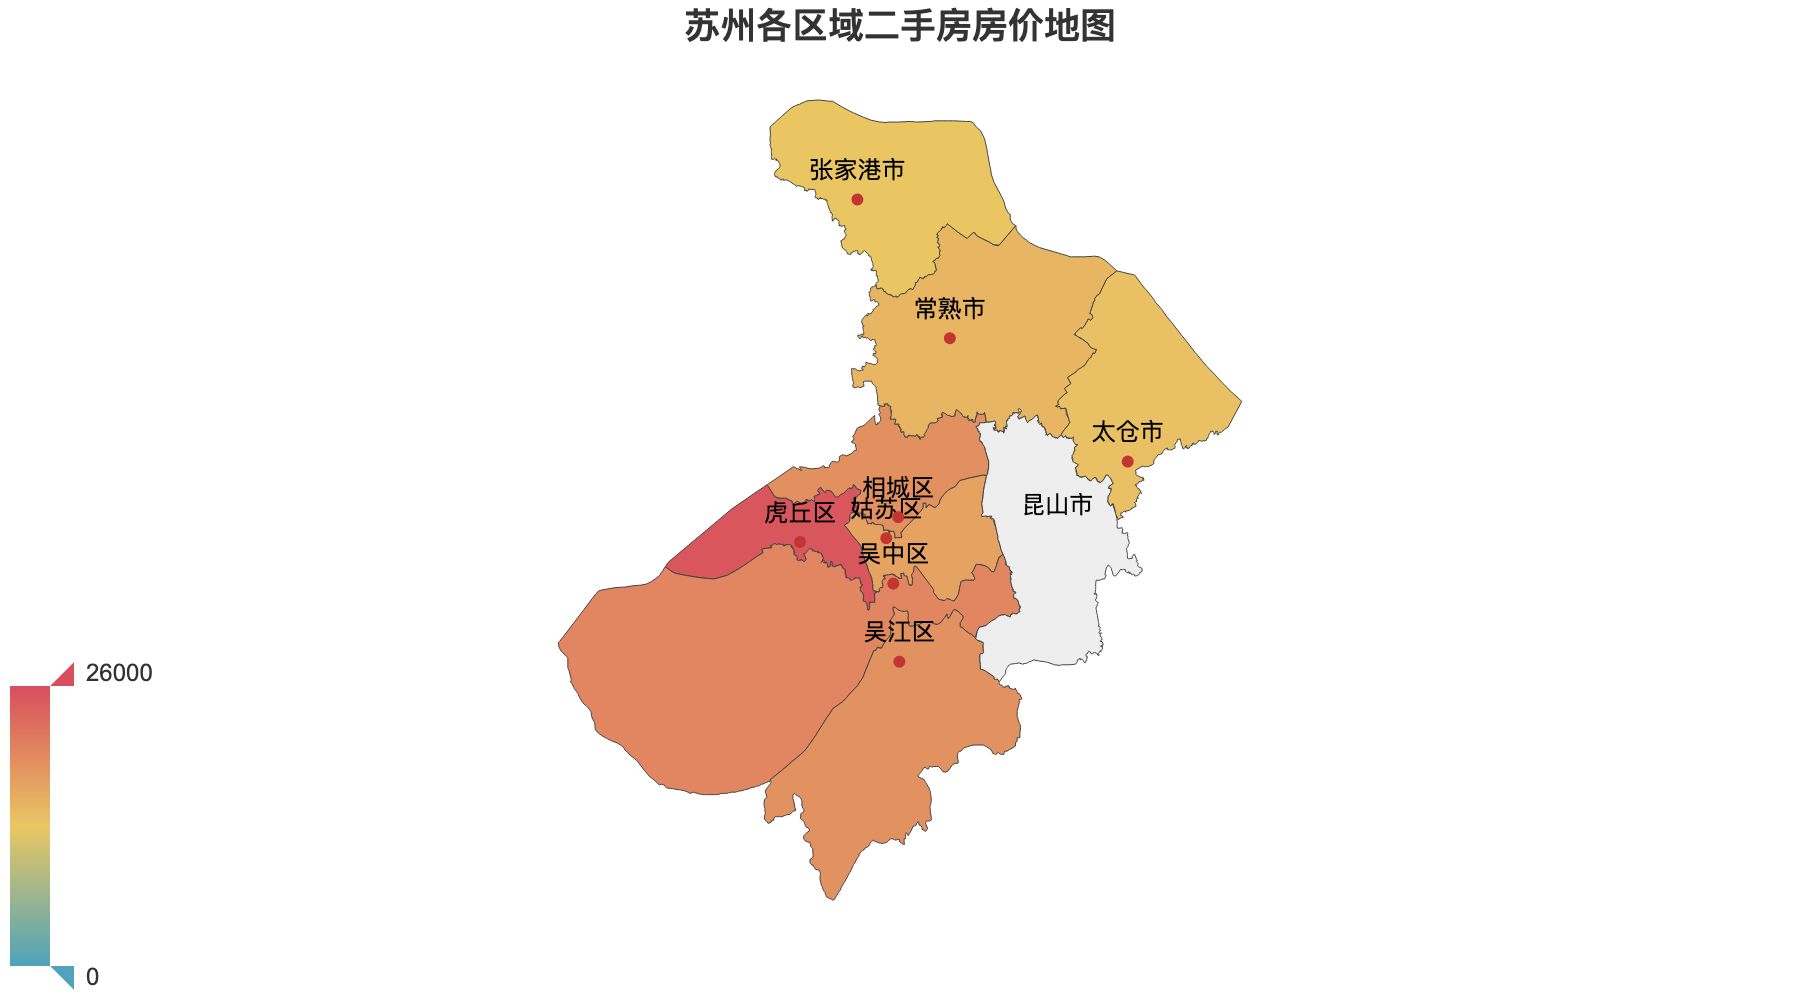 苏州各区域二手房房价地图
张家港市
常熟市
太仓市
相城区
昆山市
姑苏区
虎丘区
吴中区
吴江区
26000
0